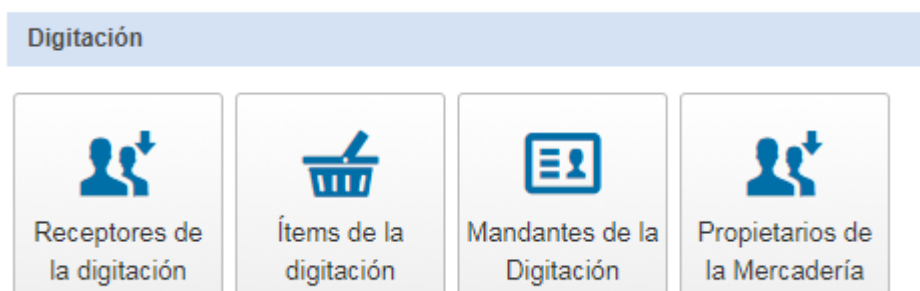 Digitación
Receptores de
la digitación
Ítems de la
digitación
Mandantes de la
Digitación
Propietarios de
la Mercadería